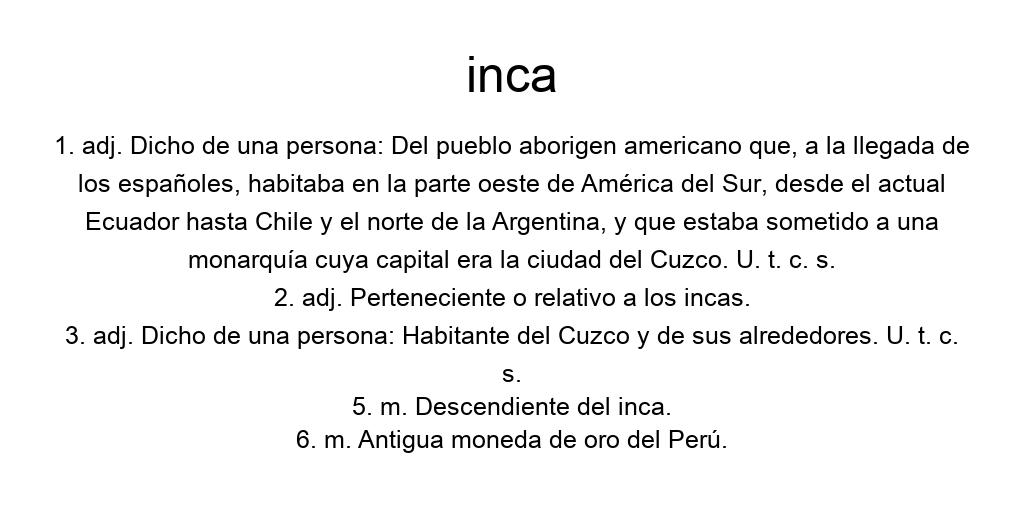 inca
1. adj. Dicho de una persona: Del pueblo aborigen americano que, a la llegada de
los españoles, habitaba en la parte oeste de América del Sur, desde el actual
Ecuador hasta Chile y el norte de la Argentina, y que estaba sometido a una
monarquía cuya capital era la ciudad del Cuzco. U. t. c. s.
2. adj. Perteneciente o relativo a los incas.
3. adj. Dicho de una persona: Habitante del Cuzco y de sus alrededores. U. t. c.
s.
5. m. Descendiente del inca.
6. m. Antigua moneda de oro del Perú.